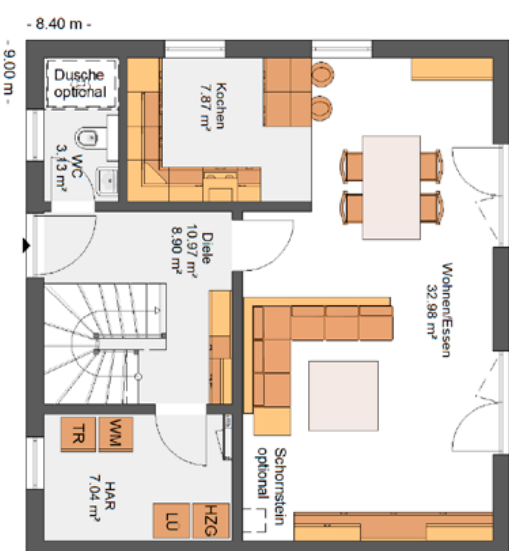 - 8.40 m -
- 9.00 m -
Dusche
optional
WC
3.13 m²
Kochen
7.87 m²
Diele
10.97 m²
8.90 m²
Wohnen/Essen
32.98 m²
TR
WM
HAR
7.04 m²
LÜ
HZG
Schornstein
optional